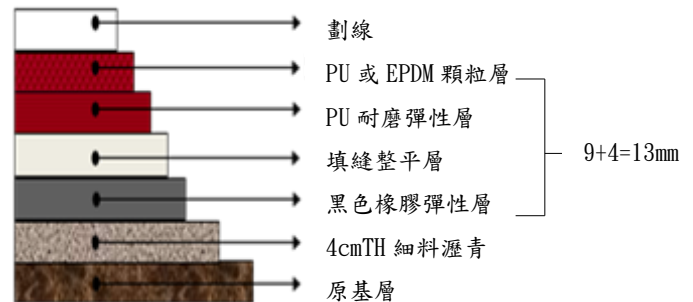 劃線
PU 或 EPDM 顆粒層
PU 耐磨彈性層
填縫整平層
黑色橡膠彈性層
4cmTH 細料瀝青
原基層
9+4=13mm